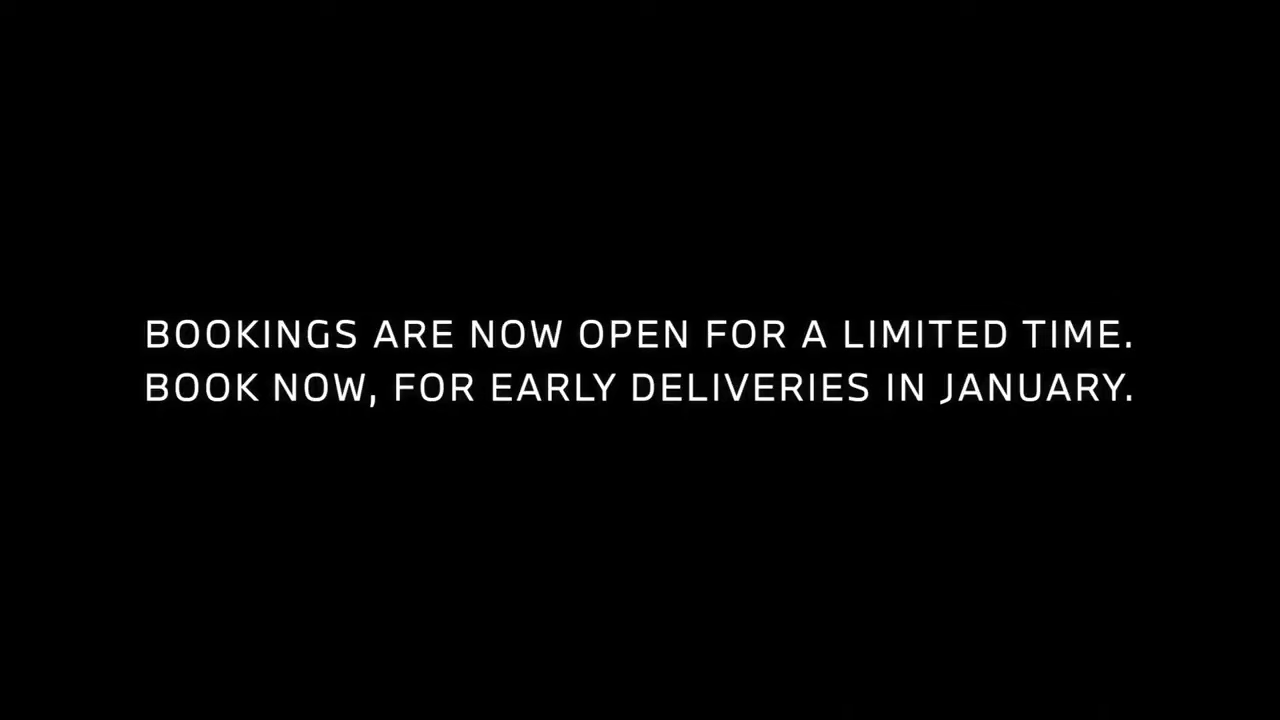 BOOKINGS ARE NOW OPEN FOR A LIMITED TIME.
BOOK NOW, FOR EARLY DELIVERIES IN JANUARY.